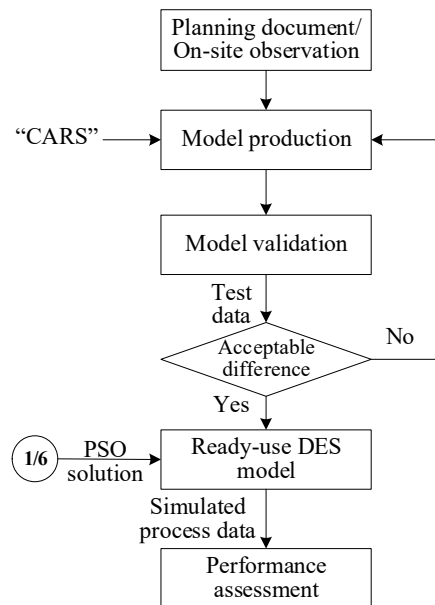 Planning document/
On-site observation
“CARS”
Model production
Model validation
Test
data
Acceptable
difference
No
Yes
1/6
PSO
solution
Ready-use DES
model
Simulated
process data
Performance
assessment